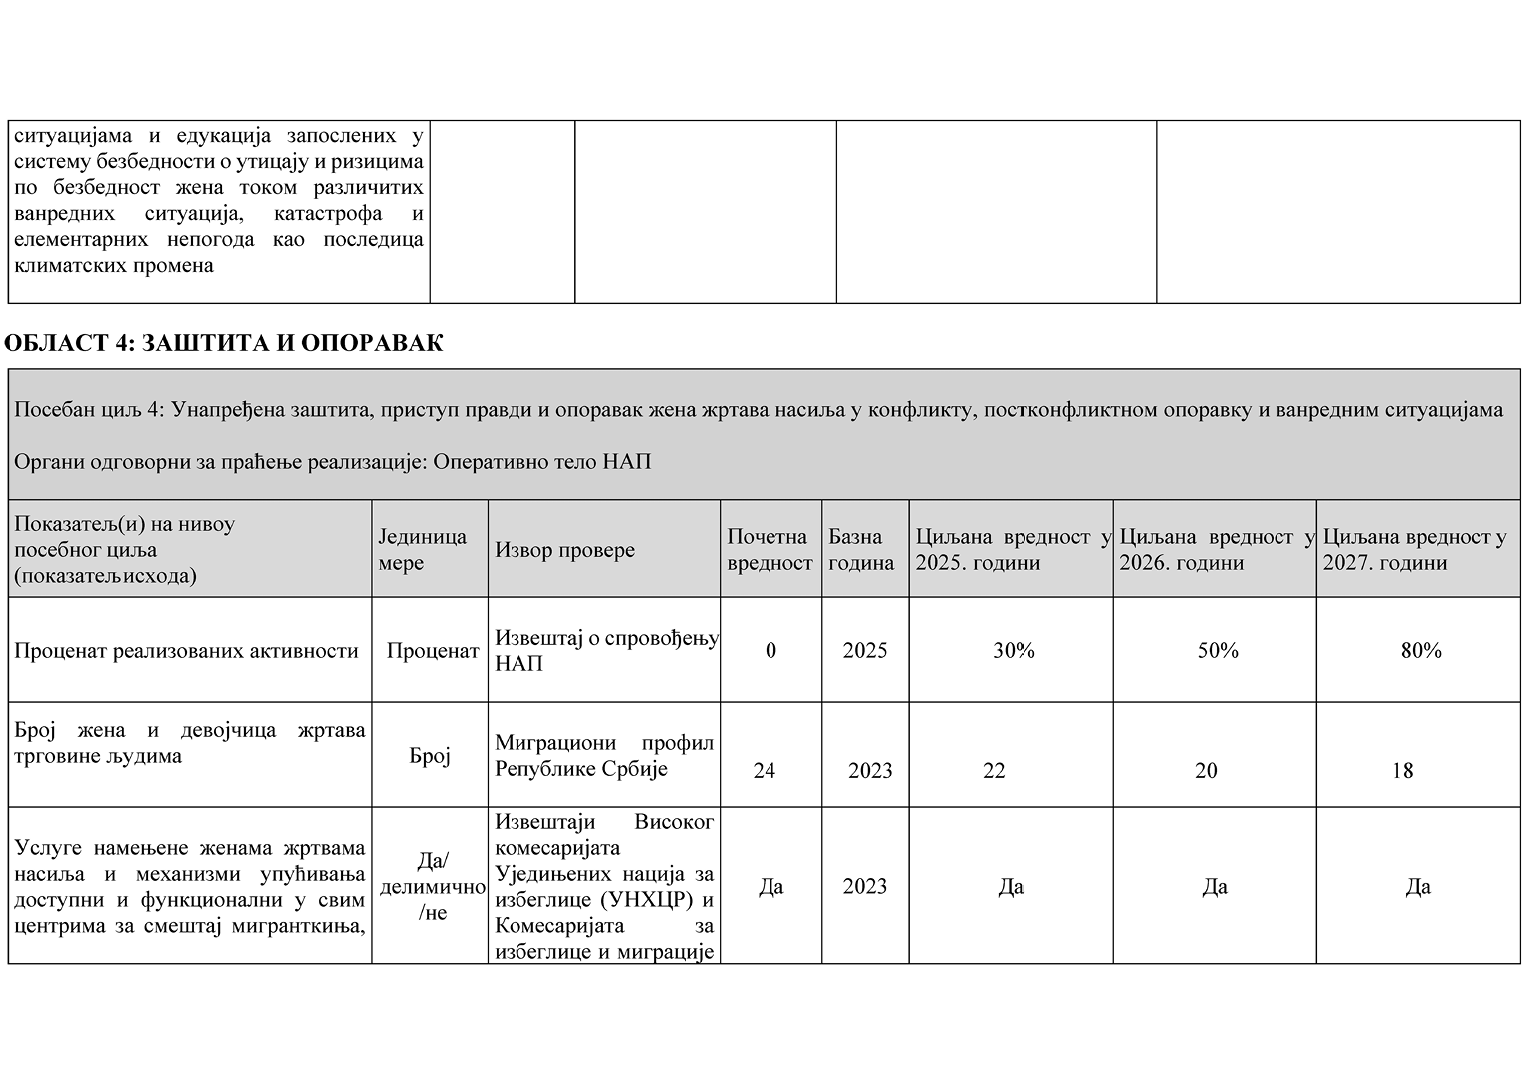 ситуацијама и едукација запослених у
систему безбедности о утицају и ризицима
по безбедност жена током различитих
ванредних ситуација, катастрофа и
елементарних непогода као последица
климатских промена
ОБЛАСТ 4: ЗАШТИТА И ОПОРАВАК
Посебан циљ 4: Унапређена заштита, приступ правди и опоравак жена жртава насиља у конфликту, постконфликтном опоравку и ванредним ситуацијама
Органи одговорни за праћење реализације: Оперативно тело НАП
Показатељ(и) на нивоу
посебног циља
(показатељ исхода)
Јединица
мере
Извор провере
Почетна
вредност
Базна
година
Циљана вредност у
2025. години
Циљана вредност у
2026. години
Циљана вредност у
2027. години
Проценат реализованих активности
Проценат
Извештај о спровођењу
НАП
0
2025
30%
50%
80%
Број жена и девојчица жртава
трговине људима
Број
Миграциони профил
Републике Србије
24
2023
22
20
18
Услуге намењене женама жртвама
насиља и механизми упућивања
доступни и функционални у свим
центрима за смештај мигранткиња,
Да/
делимично
/не
Извештаји Високог
комесаријата
Уједињених нација за
избеглице (УНХЦР) и
Комесаријата за
избеглице и миграције
Да
2023
Да
Да
Да